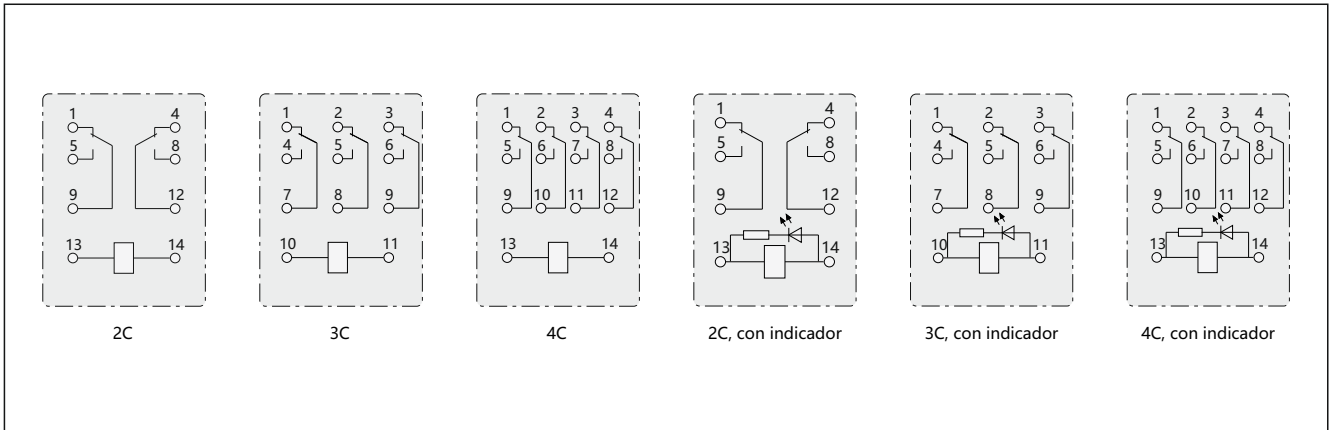 1 4
5 8
9 12
13 14
2C
1 2 3
4 5 6
7 8 9
10 11
3C
1 2 3 4
5 6 7 8
9 10 11 12
13 14
4C
1 4
5 8
9 12
13 14
2C, con indicador
1 2 3
4 5 6
7 8 9
10 11
3C, con indicador
1 2 3 4
5 6 7 8
9 10 11 12
13 14
4C, con indicador